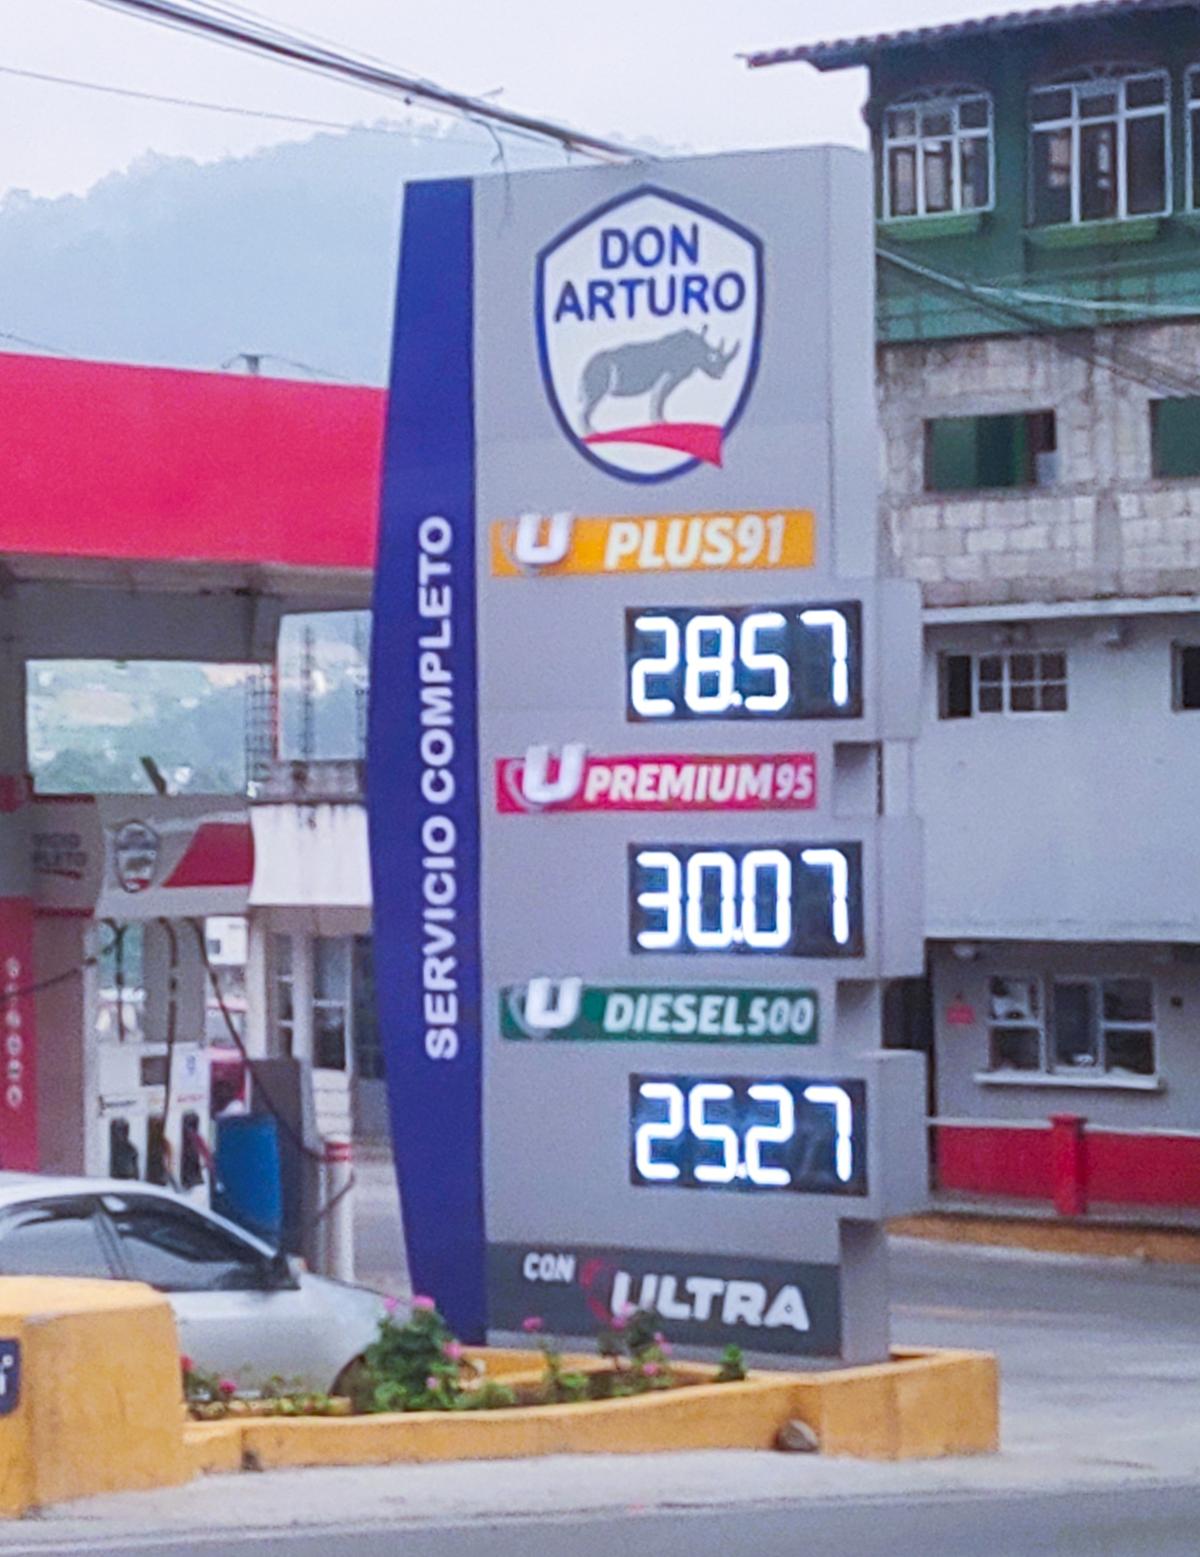 DON
ARTURO
SERVICIO COMPLETO
U PLUS91
28.57
U PREMIUM95
30.07
U DIESEL500
25.27
CON ULTRA